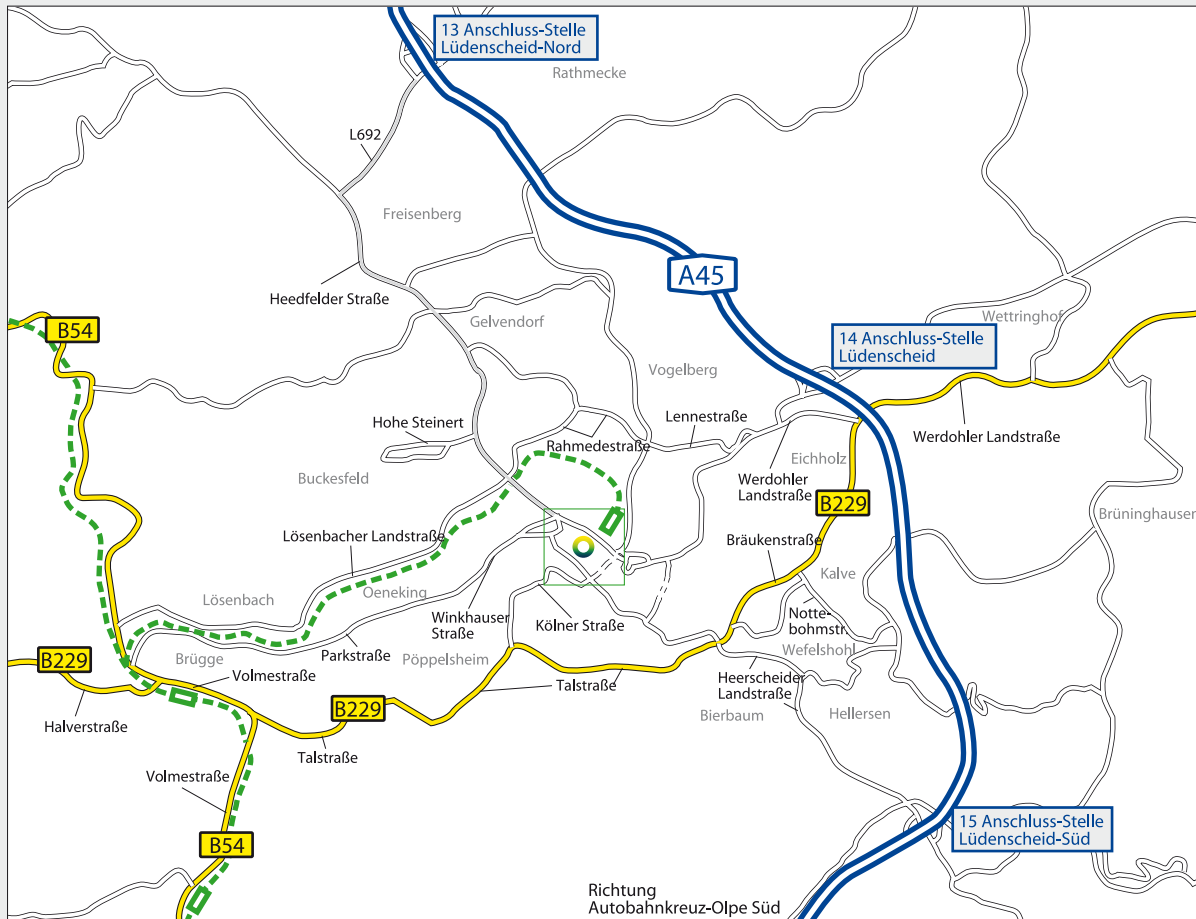 13 Anschluss-Stelle
Lüdenscheid-Nord
Rathmecke
L692
Freisenberg
A45
Heedfelder Straße
Wettringhof
Gelvendorf
B54
14 Anschluss-Stelle
Lüdenscheid
Vogelberg
Hohe Steinert
Lennestraße
Rahmedestraße
Werdohler Landstraße
Eichholz
Buckesfeld
Werdohler
Landstraße
B229
Brüninghausen
Lösenbacher Landstraße
Bräukenstraße
Kalve
Oeneking
Lösenbach
Winkhauser
Straße
Kölner Straße
Notte-
bohmstr.
Wefelshohl
Parkstraße
Pöppelsheim
Brügge
B229
Volmestraße
Heerscheider
Landstraße
Talstraße
B229
Halverstraße
Bierbaum
Hellersen
Talstraße
Volmestraße
B54
15 Anschluss-Stelle
Lüdenscheid-Süd
Richtung
Autobahnkreuz-Olpe Süd